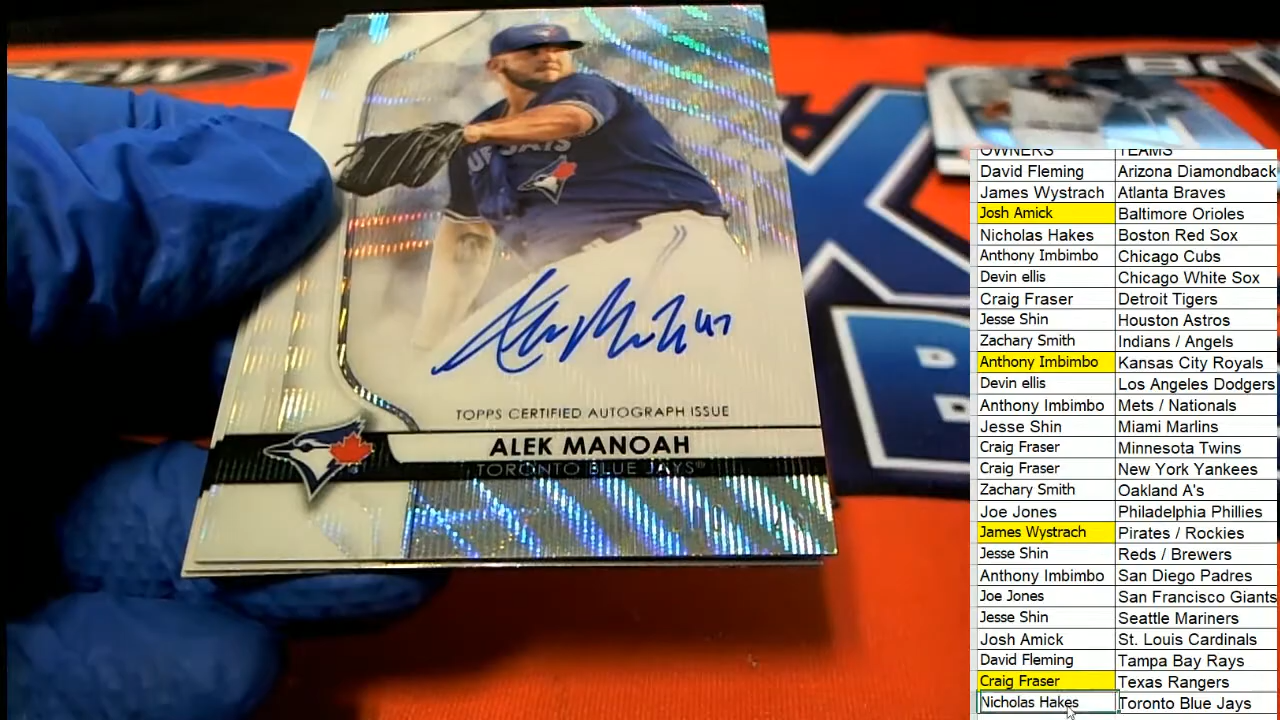 BLUE JAYS
TOPPS CERTIFIED AUTOGRAPH ISSUE
ALEK MANOAH
TORONTO BLUE JAYS®
OWNERS TEAMS
David Fleming Arizona Diamondback
James Wystrach Atlanta Braves
Josh Amick Baltimore Orioles
Nicholas Hakes Boston Red Sox
Anthony Imbimbo Chicago Cubs
Devin ellis Chicago White Sox
Craig Fraser Detroit Tigers
Jesse Shin Houston Astros
Zachary Smith Indians / Angels
Anthony Imbimbo Kansas City Royals
Devin ellis Los Angeles Dodgers
Anthony Imbimbo Mets / Nationals
Jesse Shin Miami Marlins
Craig Fraser Minnesota Twins
Craig Fraser New York Yankees
Zachary Smith Oakland A's
Joe Jones Philadelphia Phillies
James Wystrach Pirates / Rockies
Jesse Shin Reds / Brewers
Anthony Imbimbo San Diego Padres
Joe Jones San Francisco Giants
Jesse Shin Seattle Mariners
Josh Amick St. Louis Cardinals
David Fleming Tampa Bay Rays
Craig Fraser Texas Rangers
Nicholas Hakes Toronto Blue Jays